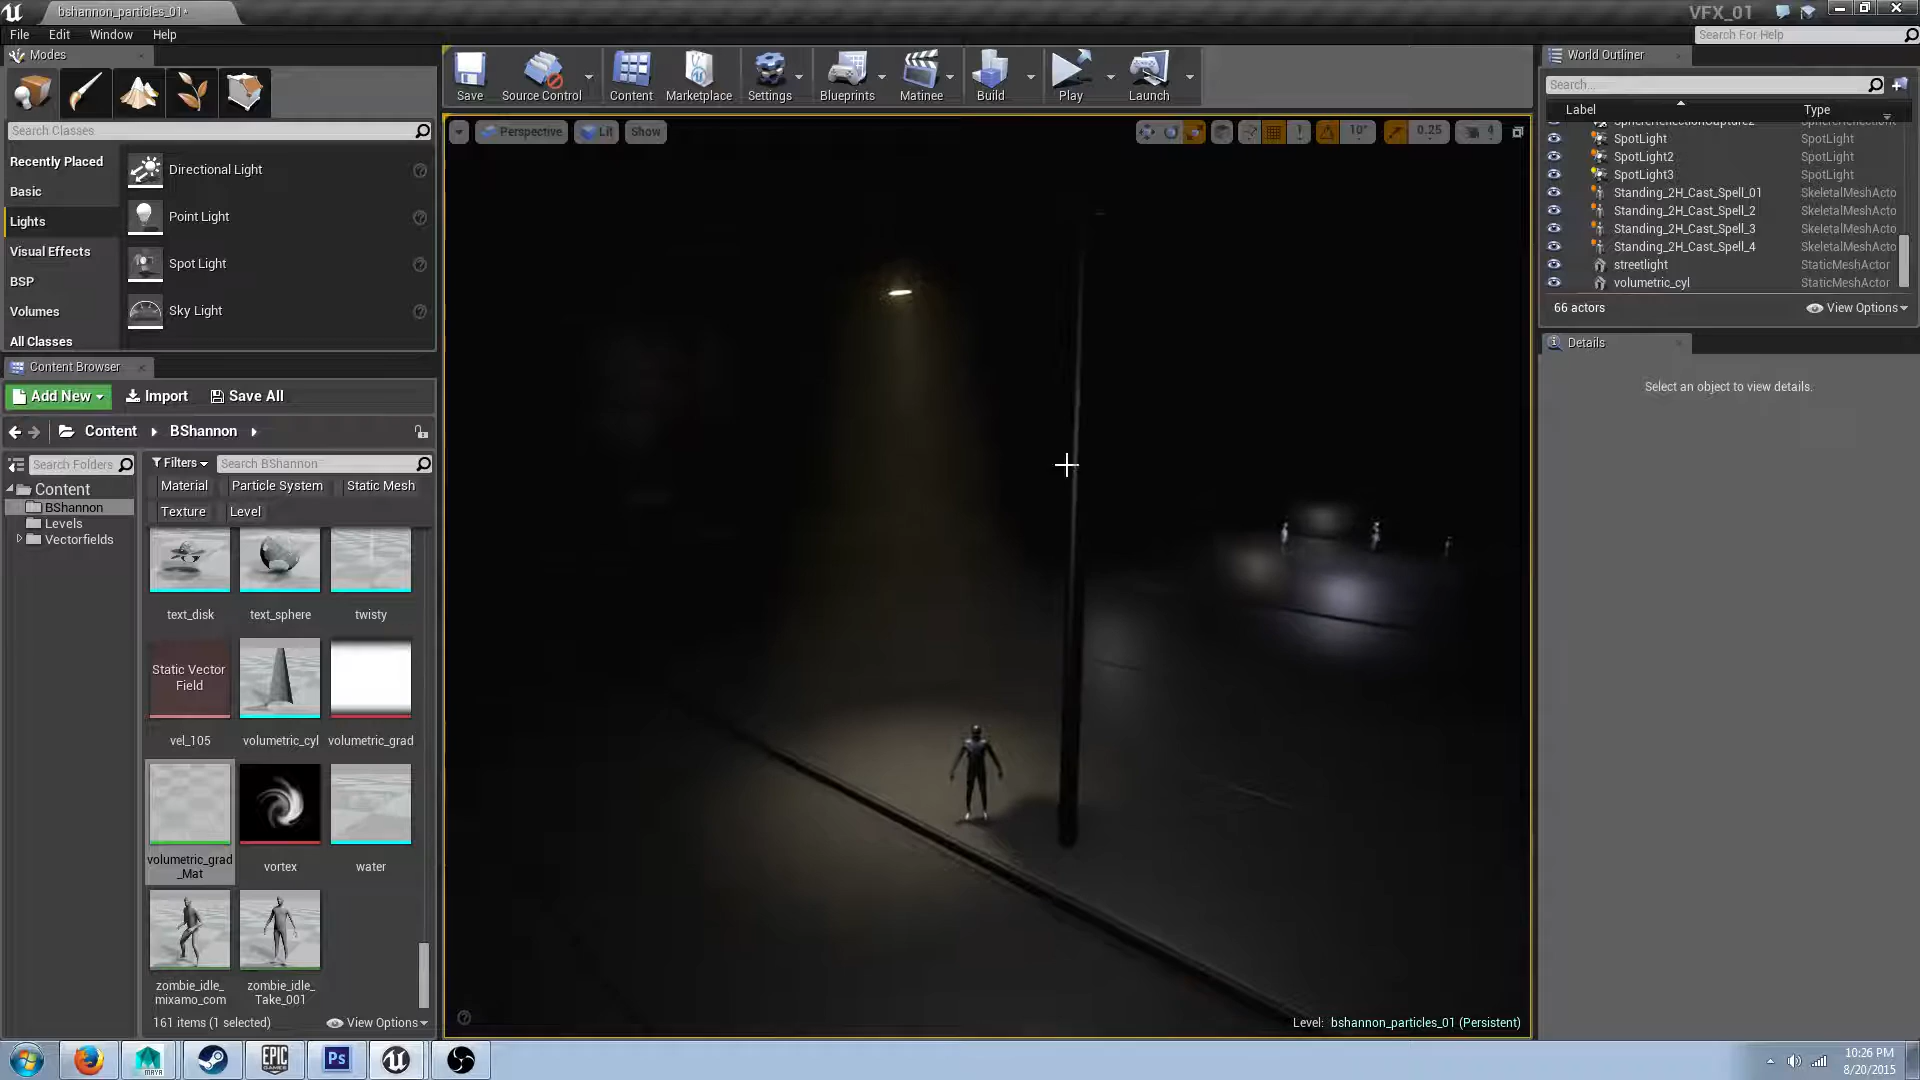 bshannon_particles_01*
VFX_01
File Edit Window Help
Search For Help
Modes
Search Classes
Recently Placed
Basic
Lights
Visual Effects
BSP
Volumes
All Classes
Directional Light
Point Light
Spot Light
Sky Light
Save
Source Control
Content
Marketplace
Settings
Blueprints
Matinee
Build
Play
Launch
Perspective Lit Show
10° 0.25 4
World Outliner
Search...
Label Type
SpotLight SpotLight
SpotLight2 SpotLight
SpotLight3 SpotLight
Standing_2H_Cast_Spell_01 SkeletalMeshActo
Standing_2H_Cast_Spell_2 SkeletalMeshActo
Standing_2H_Cast_Spell_3 SkeletalMeshActo
Standing_2H_Cast_Spell_4 SkeletalMeshActo
streetlight StaticMeshActor
volumetric_cyl StaticMeshActor
66 actors View Options
Details
Select an object to view details.
Content Browser
Add New Import Save All
Content BShannon
Search Folders
Content
BShannon
Levels
Vectorfields
Filters Search BShannon
Material Particle System Static Mesh
Texture Level
text_disk text_sphere twisty
Static Vector
Field
vel_105 volumetric_cyl volumetric_grad
volumetric_grad
_Mat
vortex
water
zombie_idle_
mixamo_com
zombie_idle_
Take_001
161 items (1 selected) View Options
Level: bshannon_particles_01 (Persistent)
MAYA
EPIC
GAMES
Ps
10:26 PM
8/20/2015